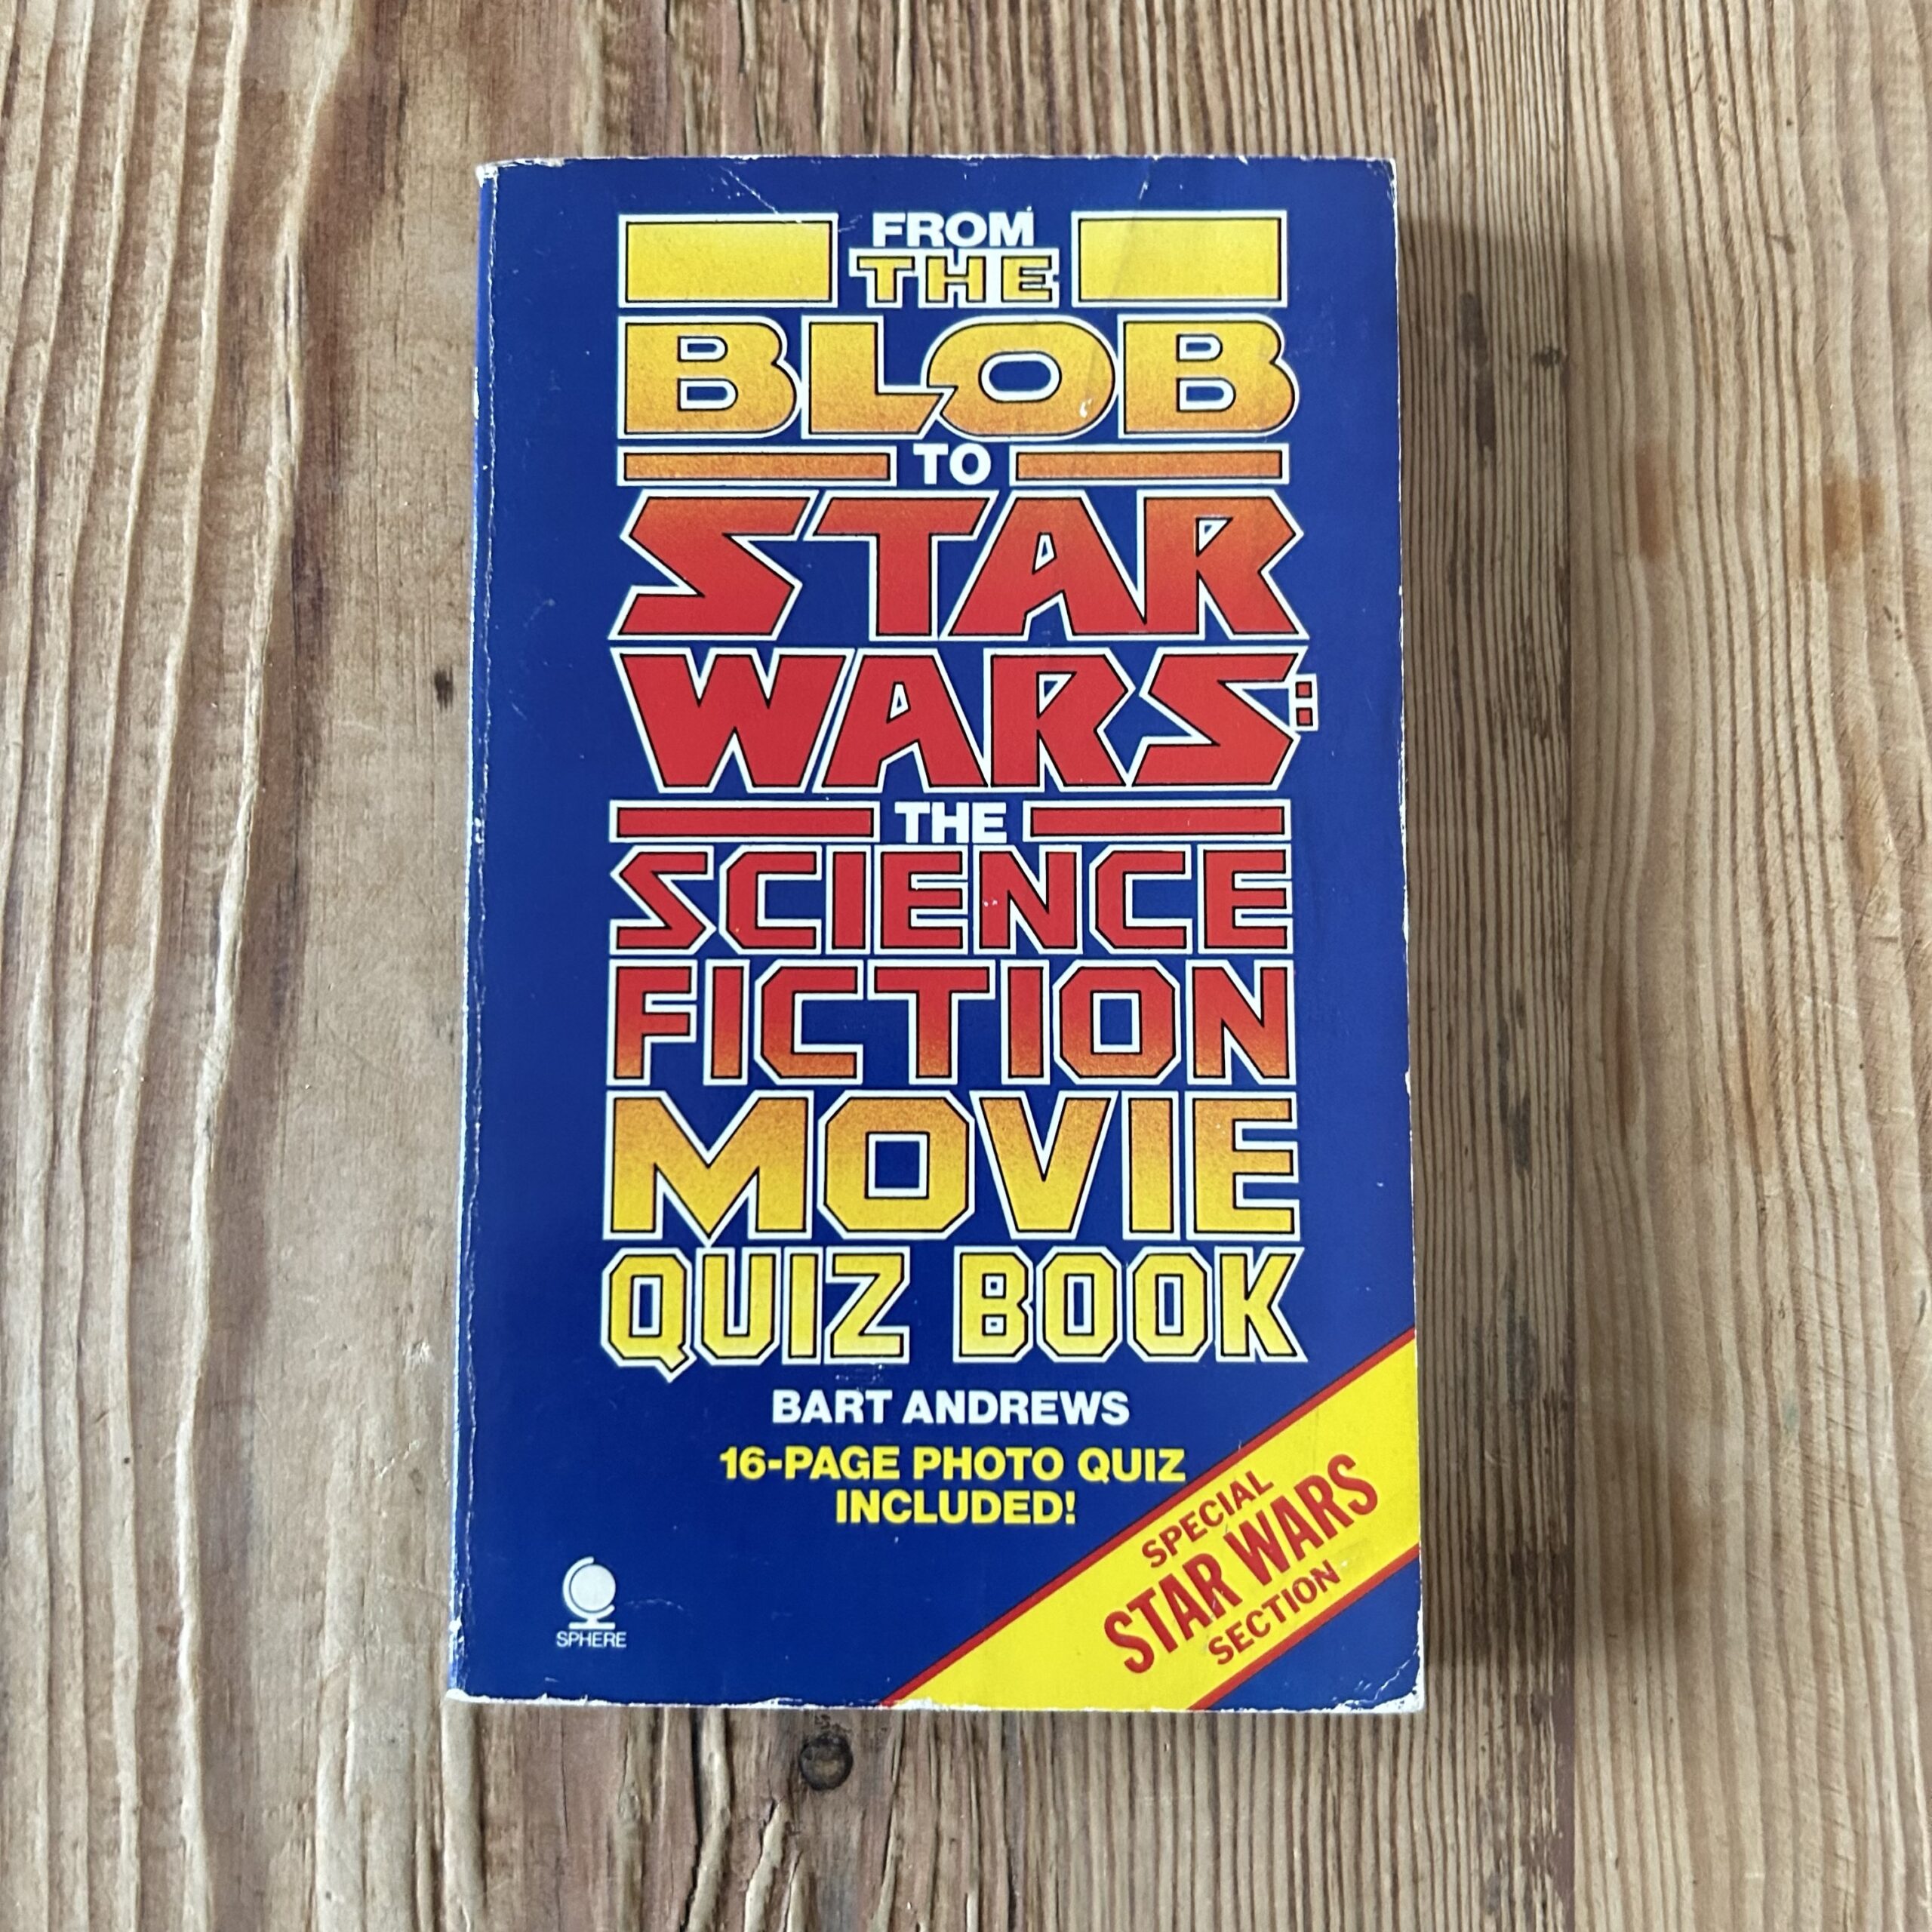 FROM
THE
BLOB
TO
STAR
WARS:
THE
SCIENCE
FICTION
MOVIE
QUIZ BOOK
BART ANDREWS
16-PAGE PHOTO QUIZ
INCLUDED!
SPECIAL
STAR WARS
SECTION
SPHERE